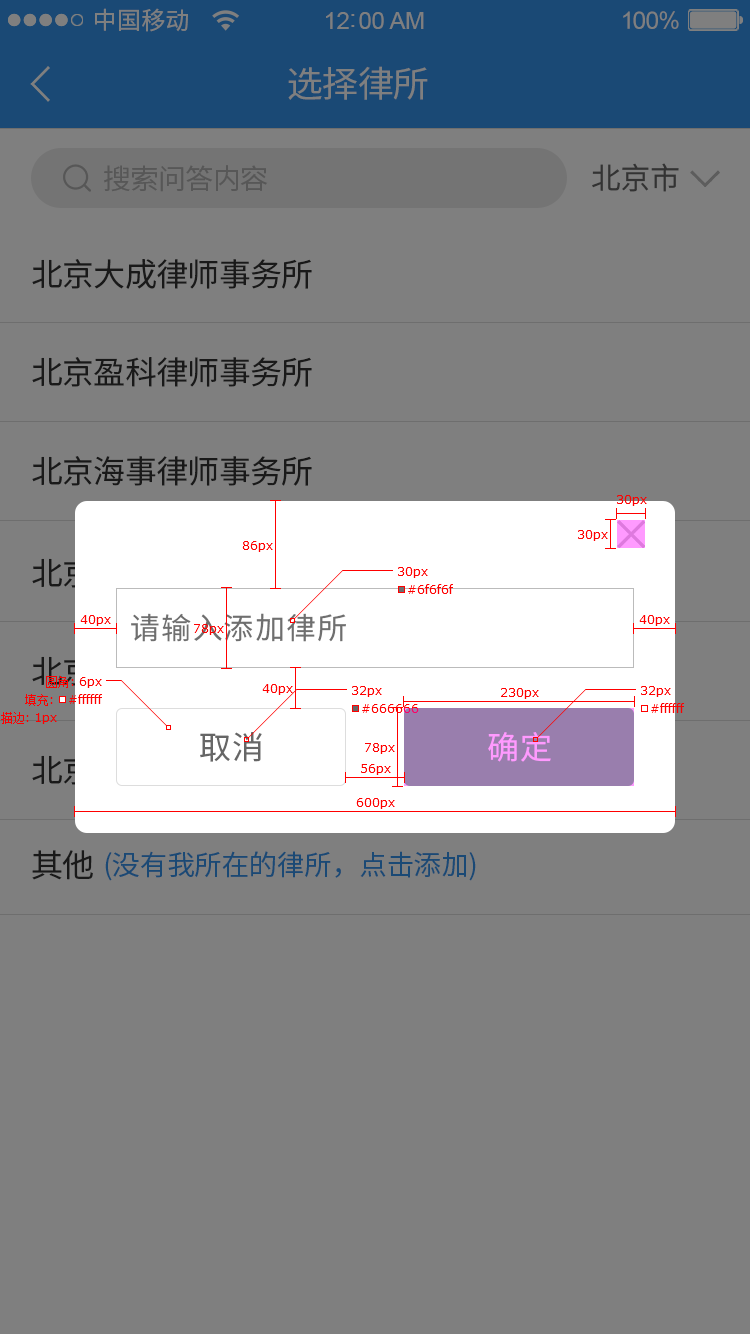 中国移动 12:00 AM 100%
选择律所
搜索问答内容 北京市
北京大成律师事务所
北京盈科律师事务所
北京海事律师事务所
30px
30px
86px
30px
#6f6f6f
40px
请输入添加律所
78px
40px
北京
北京
圆角：6px
填充：#ffffff
描边：1px
40px
32px
#666666
230px
32px
#ffffff
取消
78px
确定
56px
北京
600px
其他 (没有我所在的律所，点击添加)